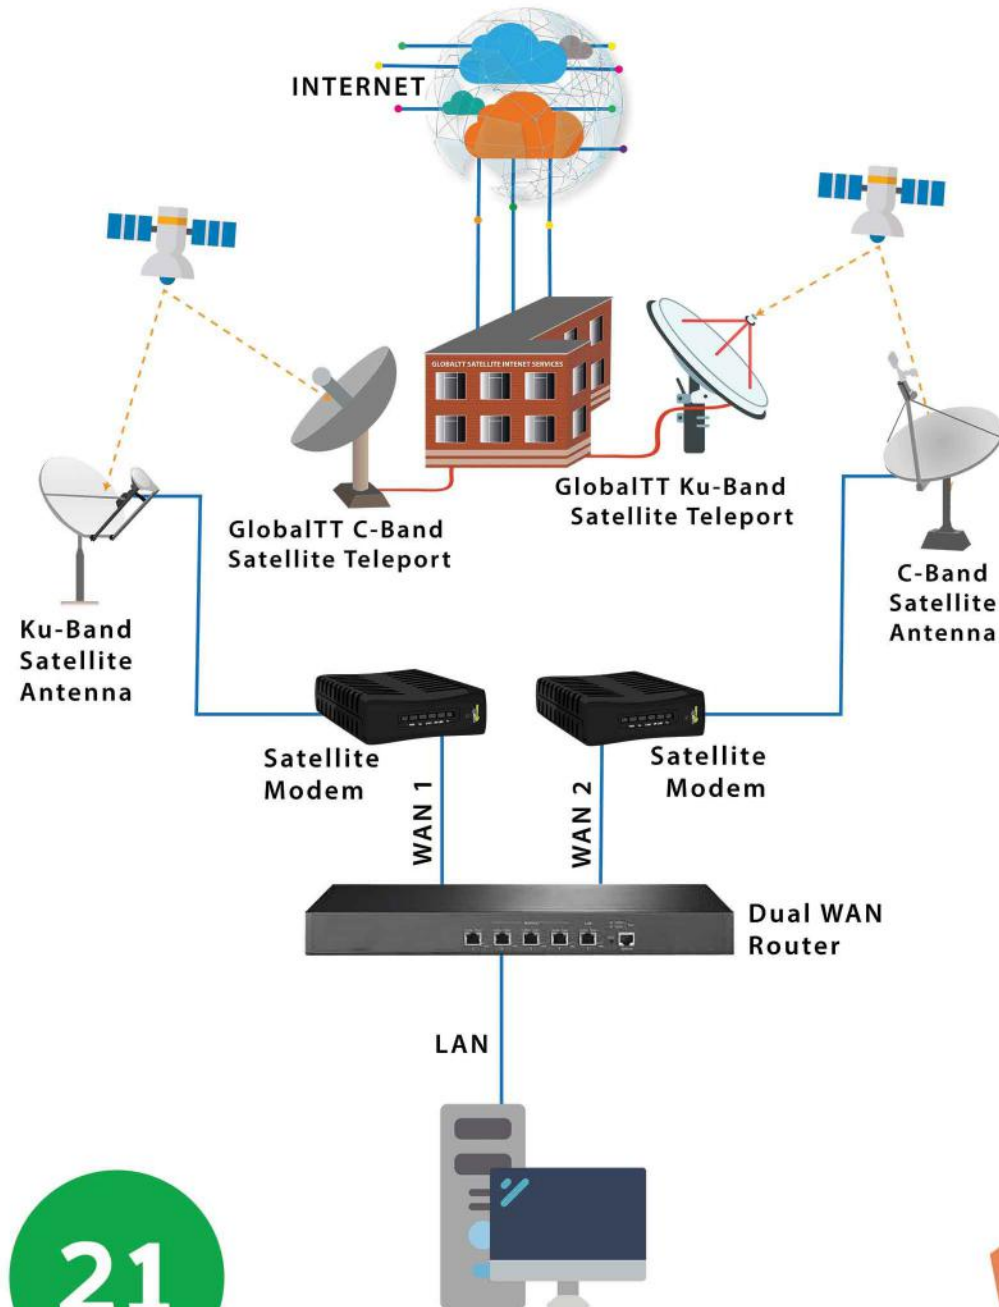 INTERNET
GLOBALTT SATELLITE INTENET SERVICES
GlobalTT C-Band
Satellite Teleport
GlobalTT Ku-Band
Satellite Teleport
Ku-Band
Satellite
Antenna
C-Band
Satellite
Antenna
Satellite
Modem
Satellite
Modem
WAN 1
WAN 2
Dual WAN
Router
LAN
21